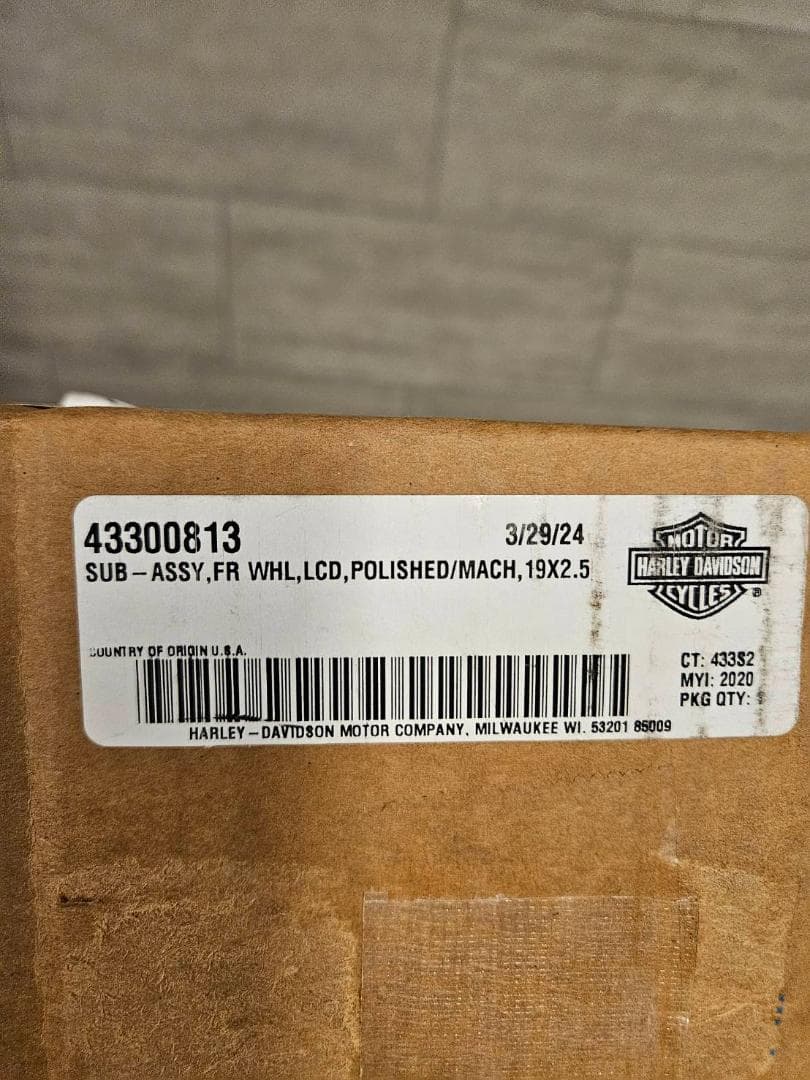 43300813
3/29/24
SUB-ASSY,FR WHL,LCD,POLISHED/MACH,19X2.5
MOTOR
HARLEY-DAVIDSON
CYCLES
®
COUNTRY OF ORIGIN U.S.A.
CT: 433S2
MYI: 2020
PKG QTY:
HARLEY-DAVIDSON MOTOR COMPANY. MILWAUKEE WI. 53201 85009